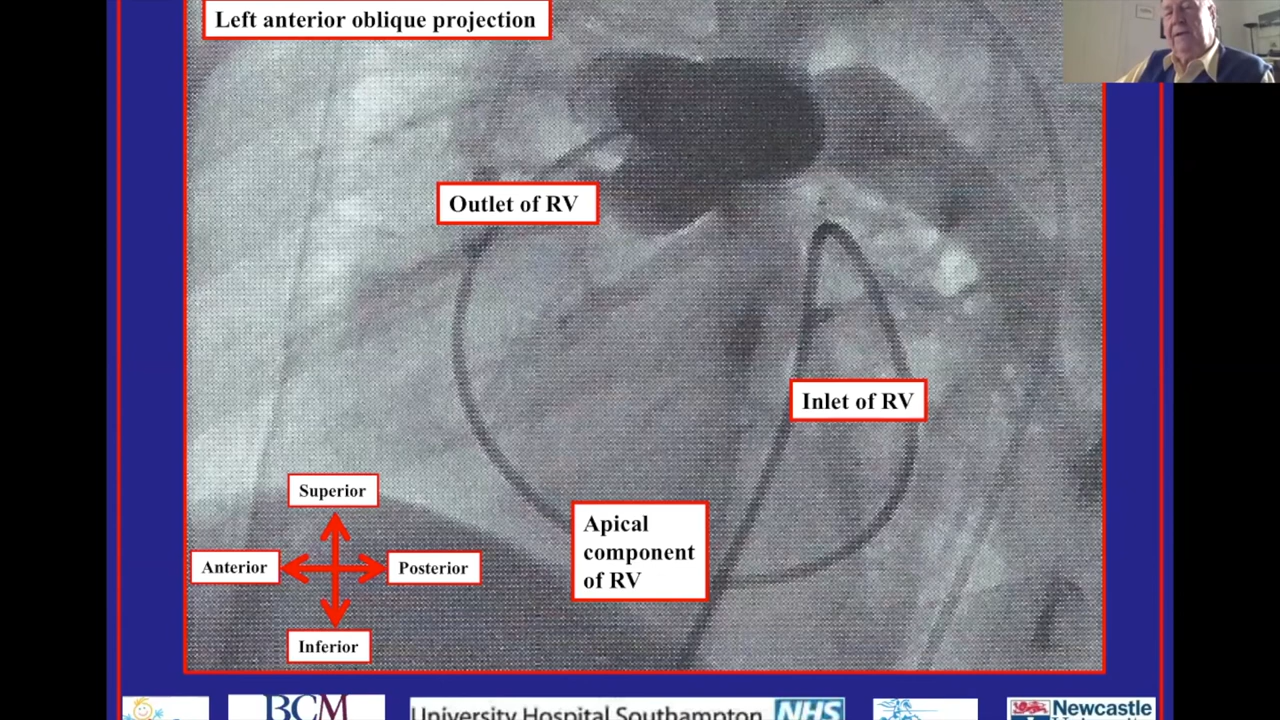 Left anterior oblique projection
Outlet of RV
Inlet of RV
Apical
component
of RV
Superior
Anterior
Posterior
Inferior
BCM
University Hospital Southampton
NHS
Newcastle